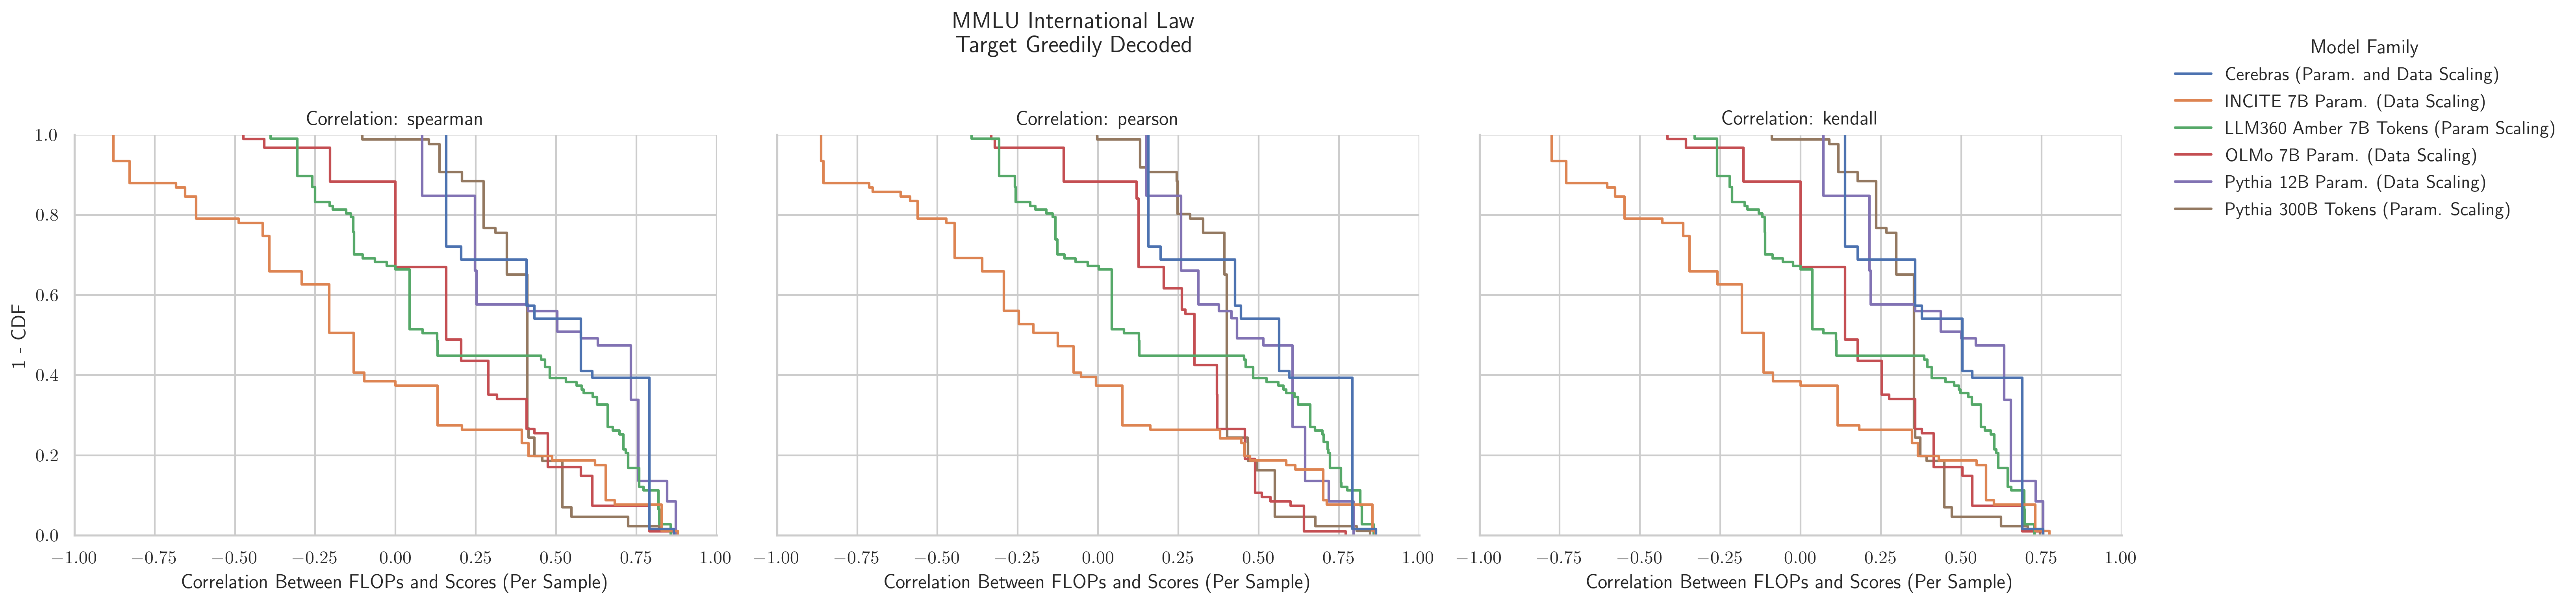 MMLU International Law
Target Greedily Decoded
Model Family
Cerebras (Param. and Data Scaling)
INCITE 7B Param. (Data Scaling)
LLM360 Amber 7B Tokens (Param Scaling)
OLMo 7B Param. (Data Scaling)
Pythia 12B Param. (Data Scaling)
Pythia 300B Tokens (Param. Scaling)
Correlation: spearman
1 - CDF
1.0
0.8
0.6
0.4
0.2
0.0
−1.00 −0.75 −0.50 −0.25 0.00 0.25 0.50 0.75 1.00
Correlation Between FLOPs and Scores (Per Sample)
Correlation: pearson
−1.00 −0.75 −0.50 −0.25 0.00 0.25 0.50 0.75 1.00
Correlation Between FLOPs and Scores (Per Sample)
Correlation: kendall
−1.00 −0.75 −0.50 −0.25 0.00 0.25 0.50 0.75 1.00
Correlation Between FLOPs and Scores (Per Sample)